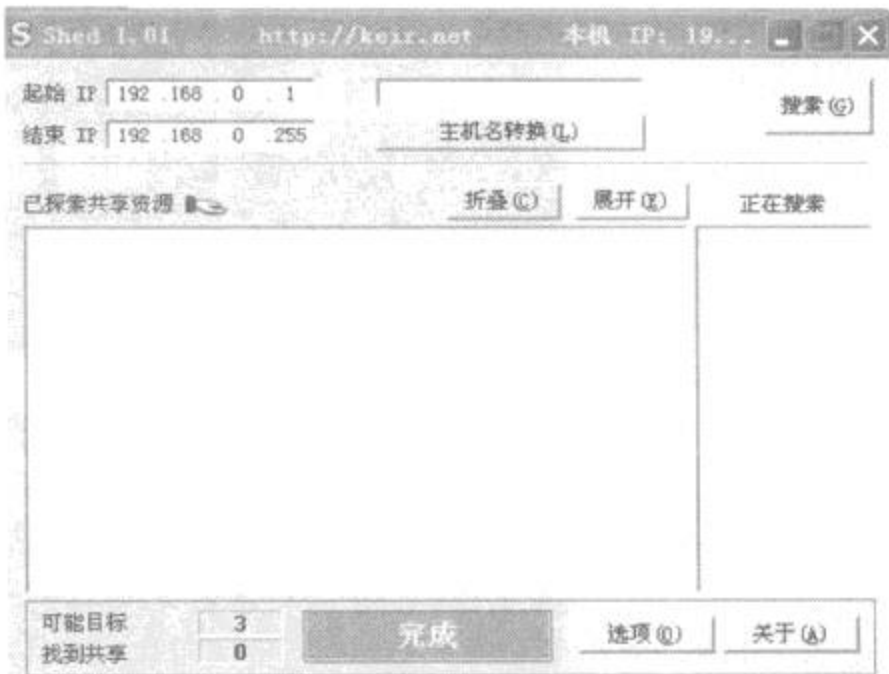 S Shed 1.01 http://keir.net 本机 IP: 19...
起始 IP 192 .168 . 0 . 1
搜索(G)
结束 IP 192 .168 . 0 .255 主机名转换(L)
已探索共享资源 折叠(C) 展开(E) 正在搜索
可能目标 3
完成 选项(O) 关于(A)
找到共享 0